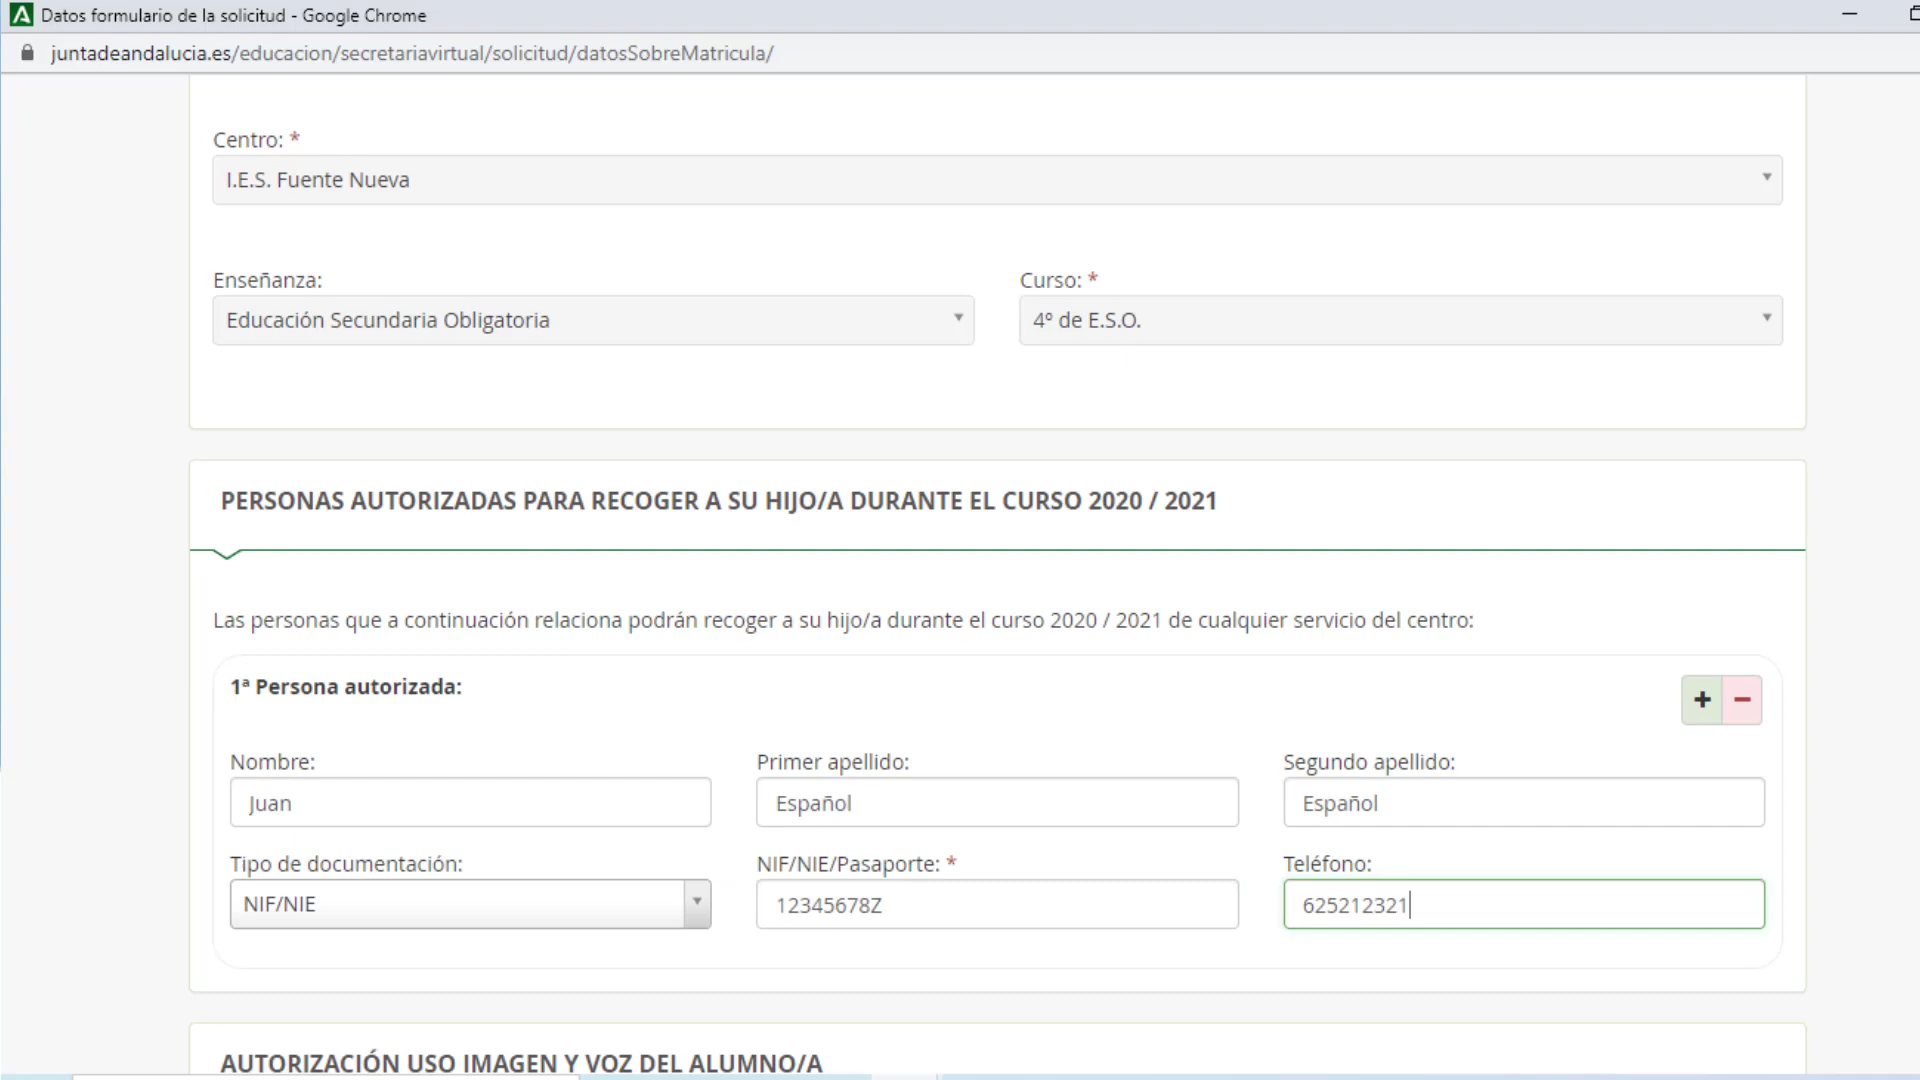 Datos formulario de la solicitud - Google Chrome
juntadeandalucia.es/educacion/secretariavirtual/solicitud/datosSobreMatricula/
Centro: *
I.E.S. Fuente Nueva
Enseñanza:
Curso: *
Educación Secundaria Obligatoria
4º de E.S.O.
PERSONAS AUTORIZADAS PARA RECOGER A SU HIJO/A DURANTE EL CURSO 2020 / 2021
Las personas que a continuación relaciona podrán recoger a su hijo/a durante el curso 2020 / 2021 de cualquier servicio del centro:
1ª Persona autorizada:
Nombre:
Primer apellido:
Segundo apellido:
Juan
Español
Español
Tipo de documentación:
NIF/NIE/Pasaporte: *
Teléfono:
NIF/NIE
12345678Z
625212321
AUTORIZACIÓN USO IMAGEN Y VOZ DEL ALUMNO/A